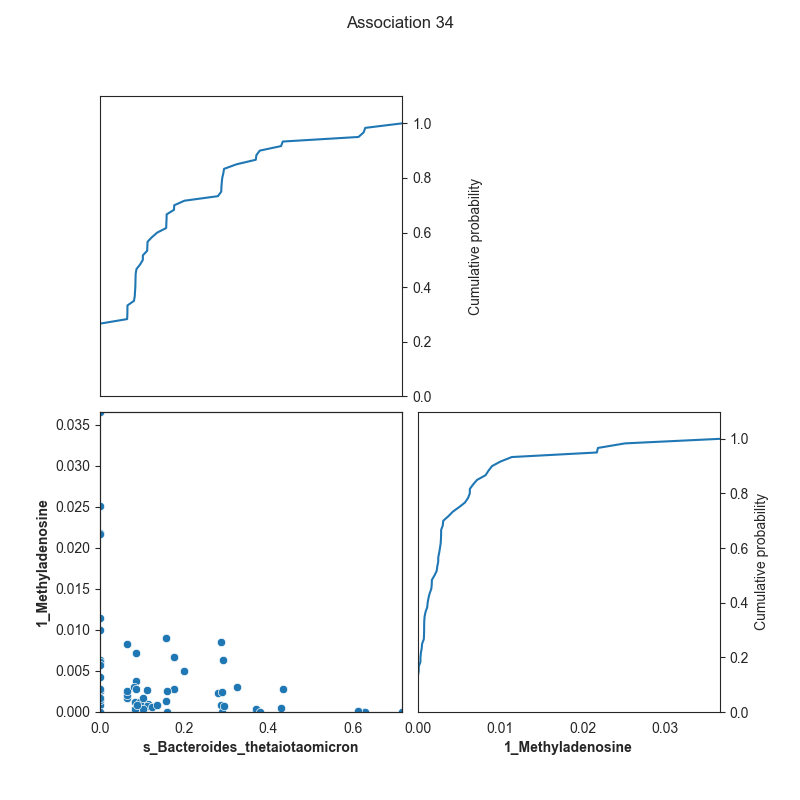 Association 34
1.0
0.8
0.6
0.4
0.2
0.0
Cumulative probability
0.035
0.030
0.025
0.020
0.015
0.010
0.005
0.000
1_Methyladenosine
0.0 0.2 0.4 0.6
s_Bacteroides_thetaiotaomicron
1.0
0.8
0.6
0.4
0.2
0.0
Cumulative probability
0.00 0.01 0.02 0.03
1_Methyladenosine